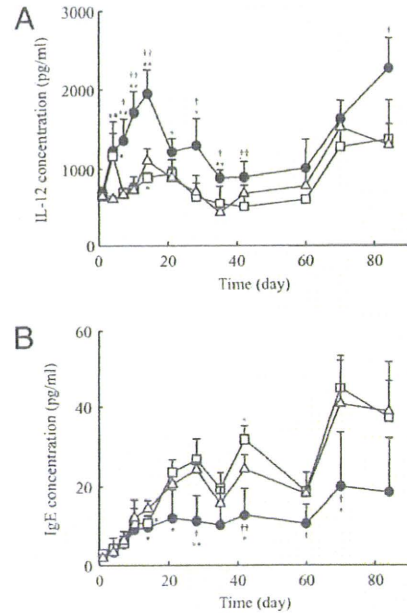 A
3000
2000
1000
0
IL-12 concentration (pg/ml)
0 20 40 60 80
Time (day)
B
60
40
20
0
IgE concentration (pg/ml)
0 20 40 60 80
Time (day)